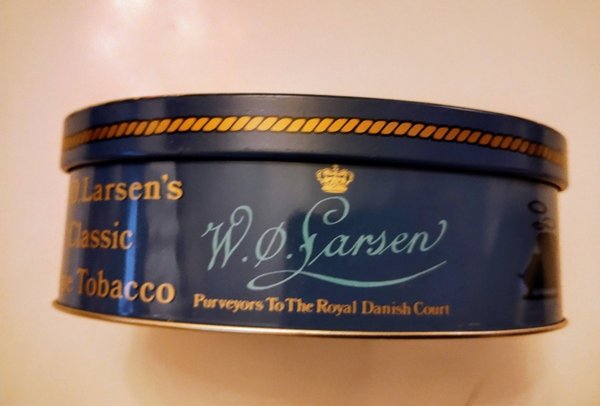 Ø.Larsen's
Classic
Tobacco
W.Ø.Larsen
Purveyors To The Royal Danish Court